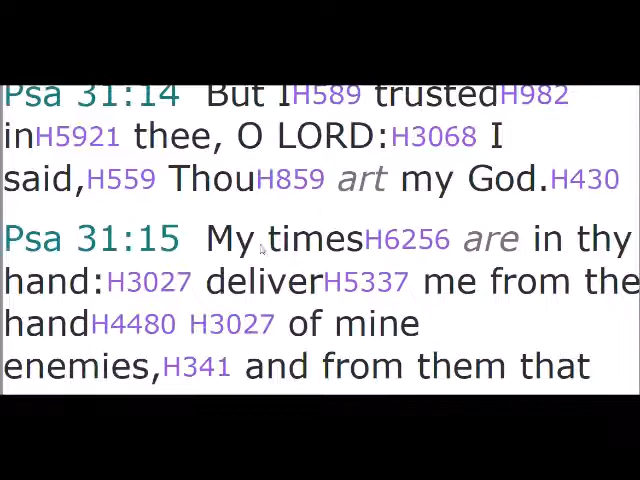 Psa 31:14 But IH589 trustedH982
inH5921 thee, O LORD:H3068 I
said,H559 ThouH859 art my God.H430
Psa 31:15 My timesH6256 are in thy
hand:H3027 deliverH5337 me from the
handH4480 H3027 of mine
enemies,H341 and from them that